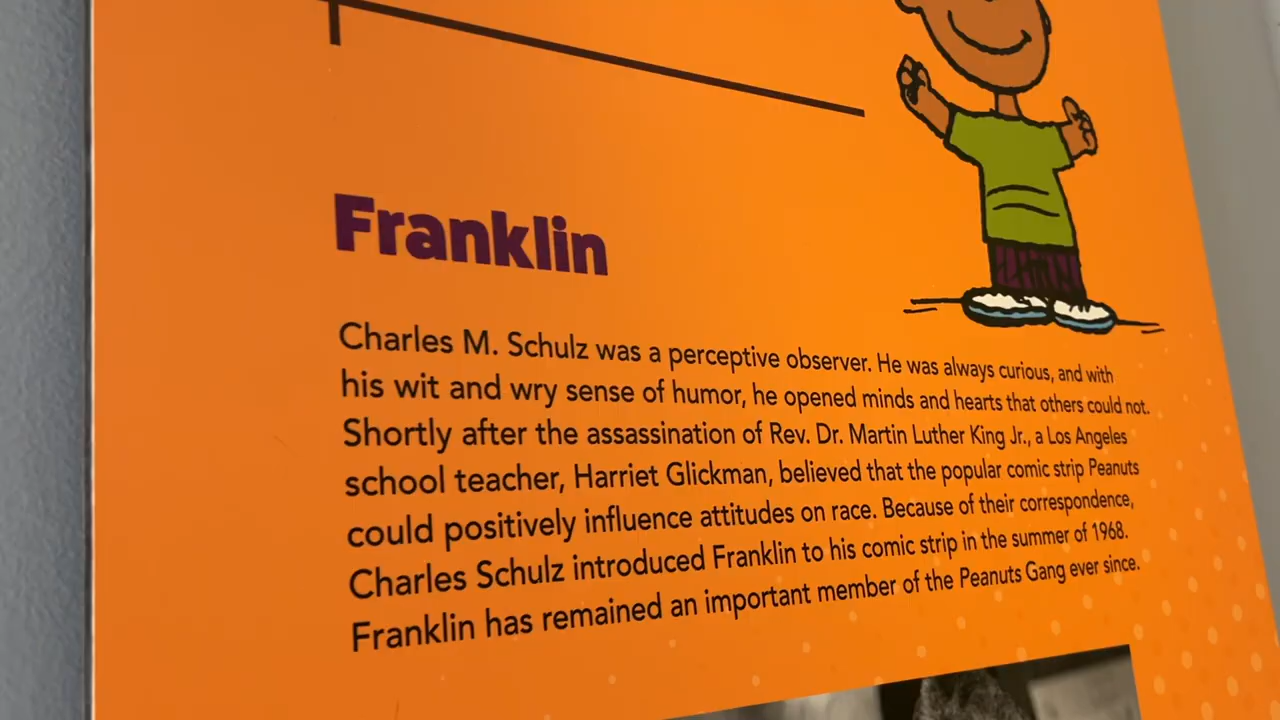 Franklin
Charles M. Schulz was a perceptive observer. He was always curious, and with
his wit and wry sense of humor, he opened minds and hearts that others could not.
Shortly after the assassination of Rev. Dr. Martin Luther King Jr., a Los Angeles
school teacher, Harriet Glickman, believed that the popular comic strip Peanuts
could positively influence attitudes on race. Because of their correspondence,
Charles Schulz introduced Franklin to his comic strip in the summer of 1968.
Franklin has remained an important member of the Peanuts Gang ever since.